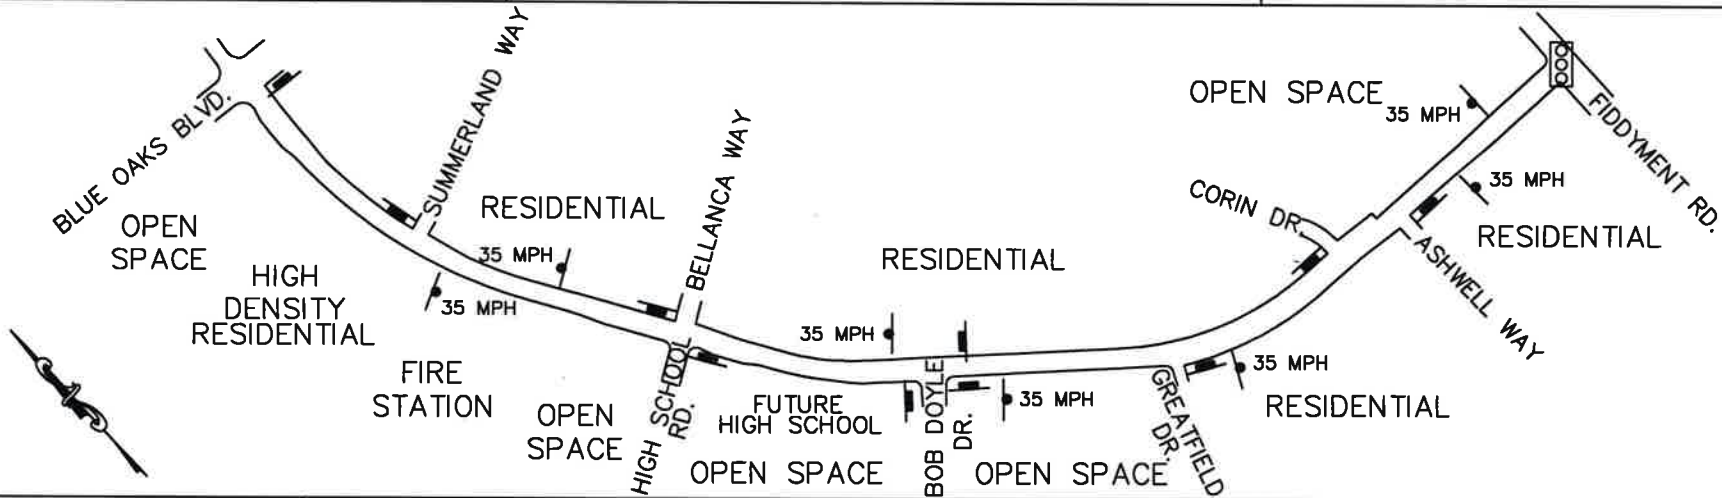 BLUE OAKS BLVD.
SUMMERLAND WAY
BELLANCA WAY
OPEN SPACE
35 MPH
FIDDYMENT RD.
OPEN
SPACE
RESIDENTIAL
35 MPH
35 MPH
HIGH
DENSITY
RESIDENTIAL
RESIDENTIAL
CORIN DR.
35 MPH
RESIDENTIAL
ASHWELL WAY
35 MPH
FIRE
STATION
OPEN
SPACE
HIGH SCHOOL
RD.
FUTURE
HIGH SCHOOL
OPEN SPACE
BOB DOYLE
DR.
35 MPH
OPEN SPACE
GREATFIELD
DR.
35 MPH
RESIDENTIAL